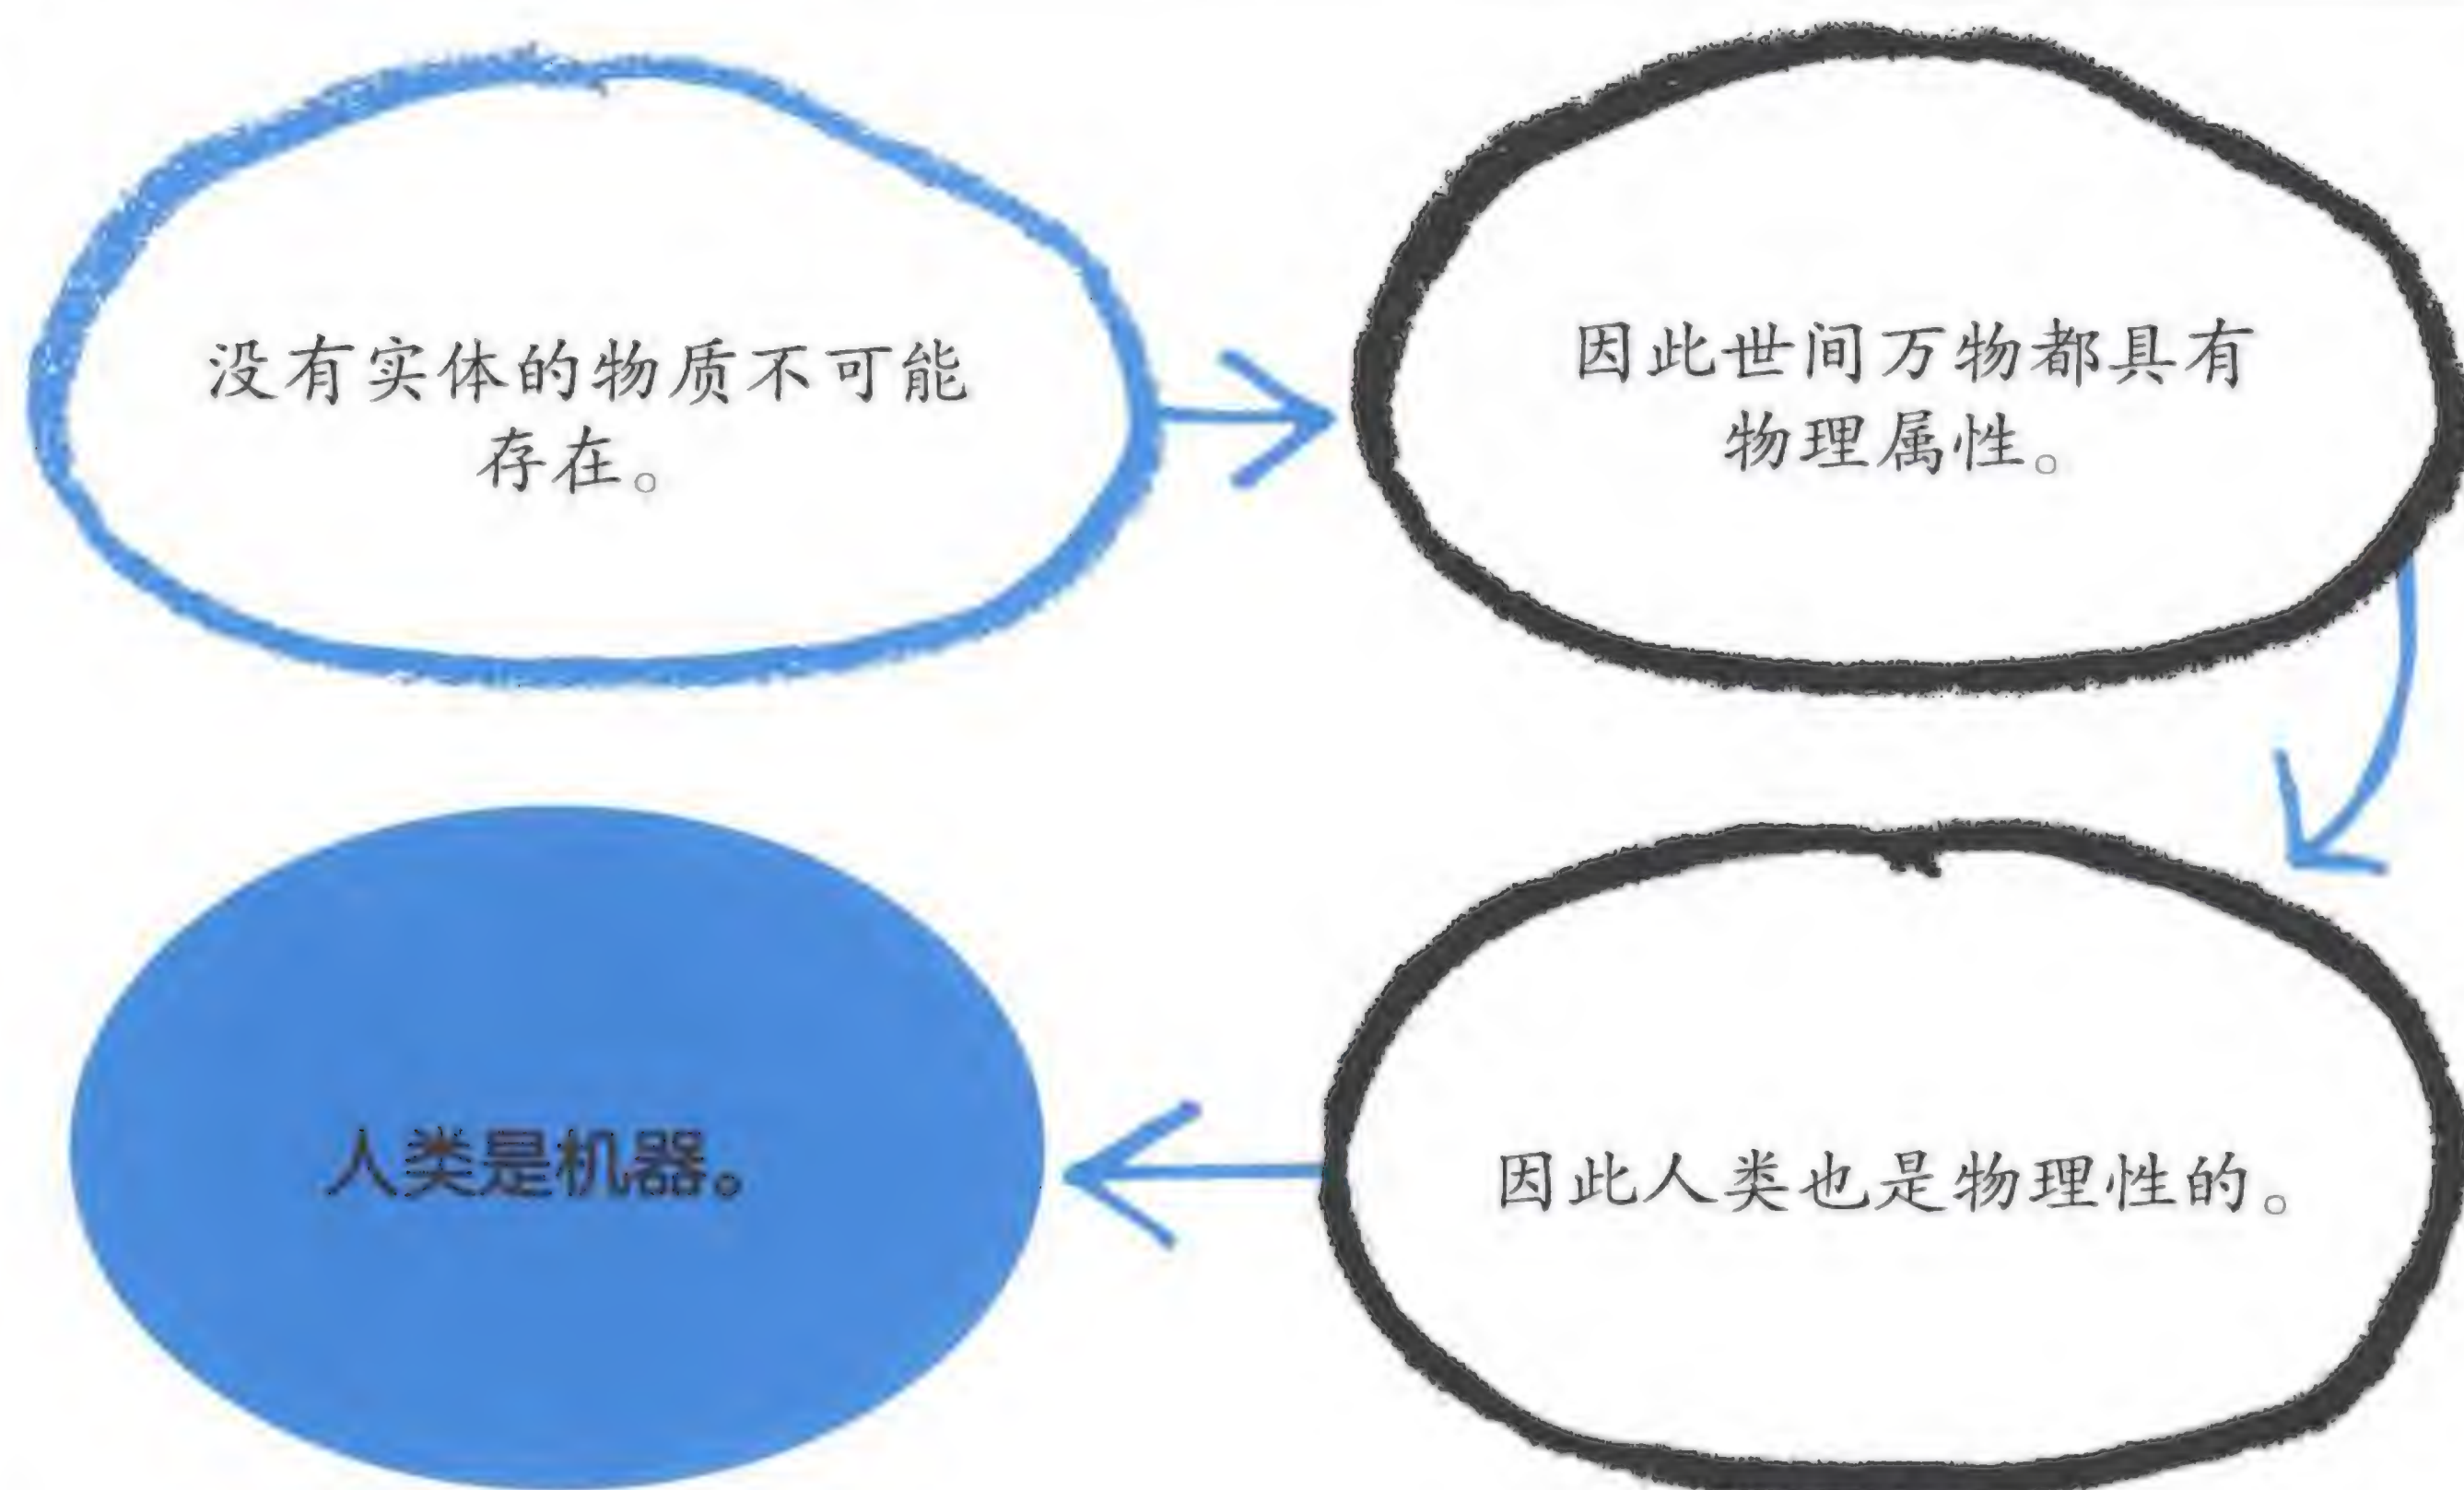 没有实体的物质不可能
存在。
因此世间万物都具有
物理属性。
因此人类也是物理性的。
人类是机器。